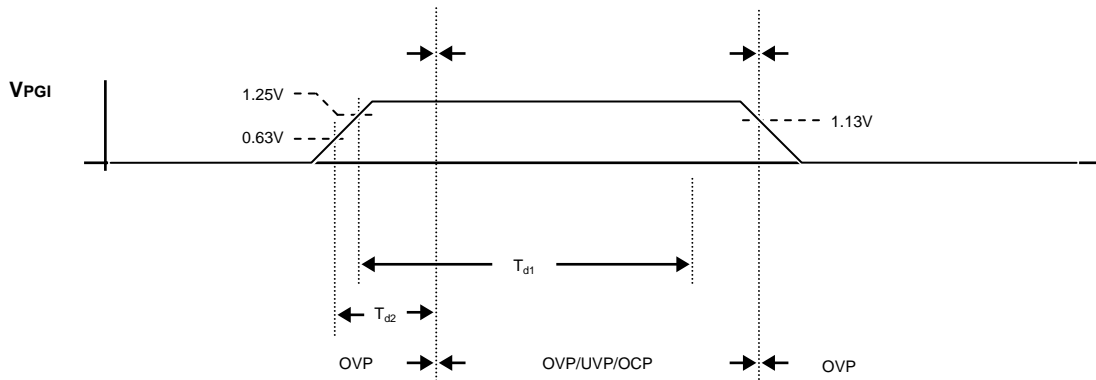 VPGI
1.25V
0.63V
1.13V
Td1
Td2
OVP
OVP/UVP/OCP
OVP